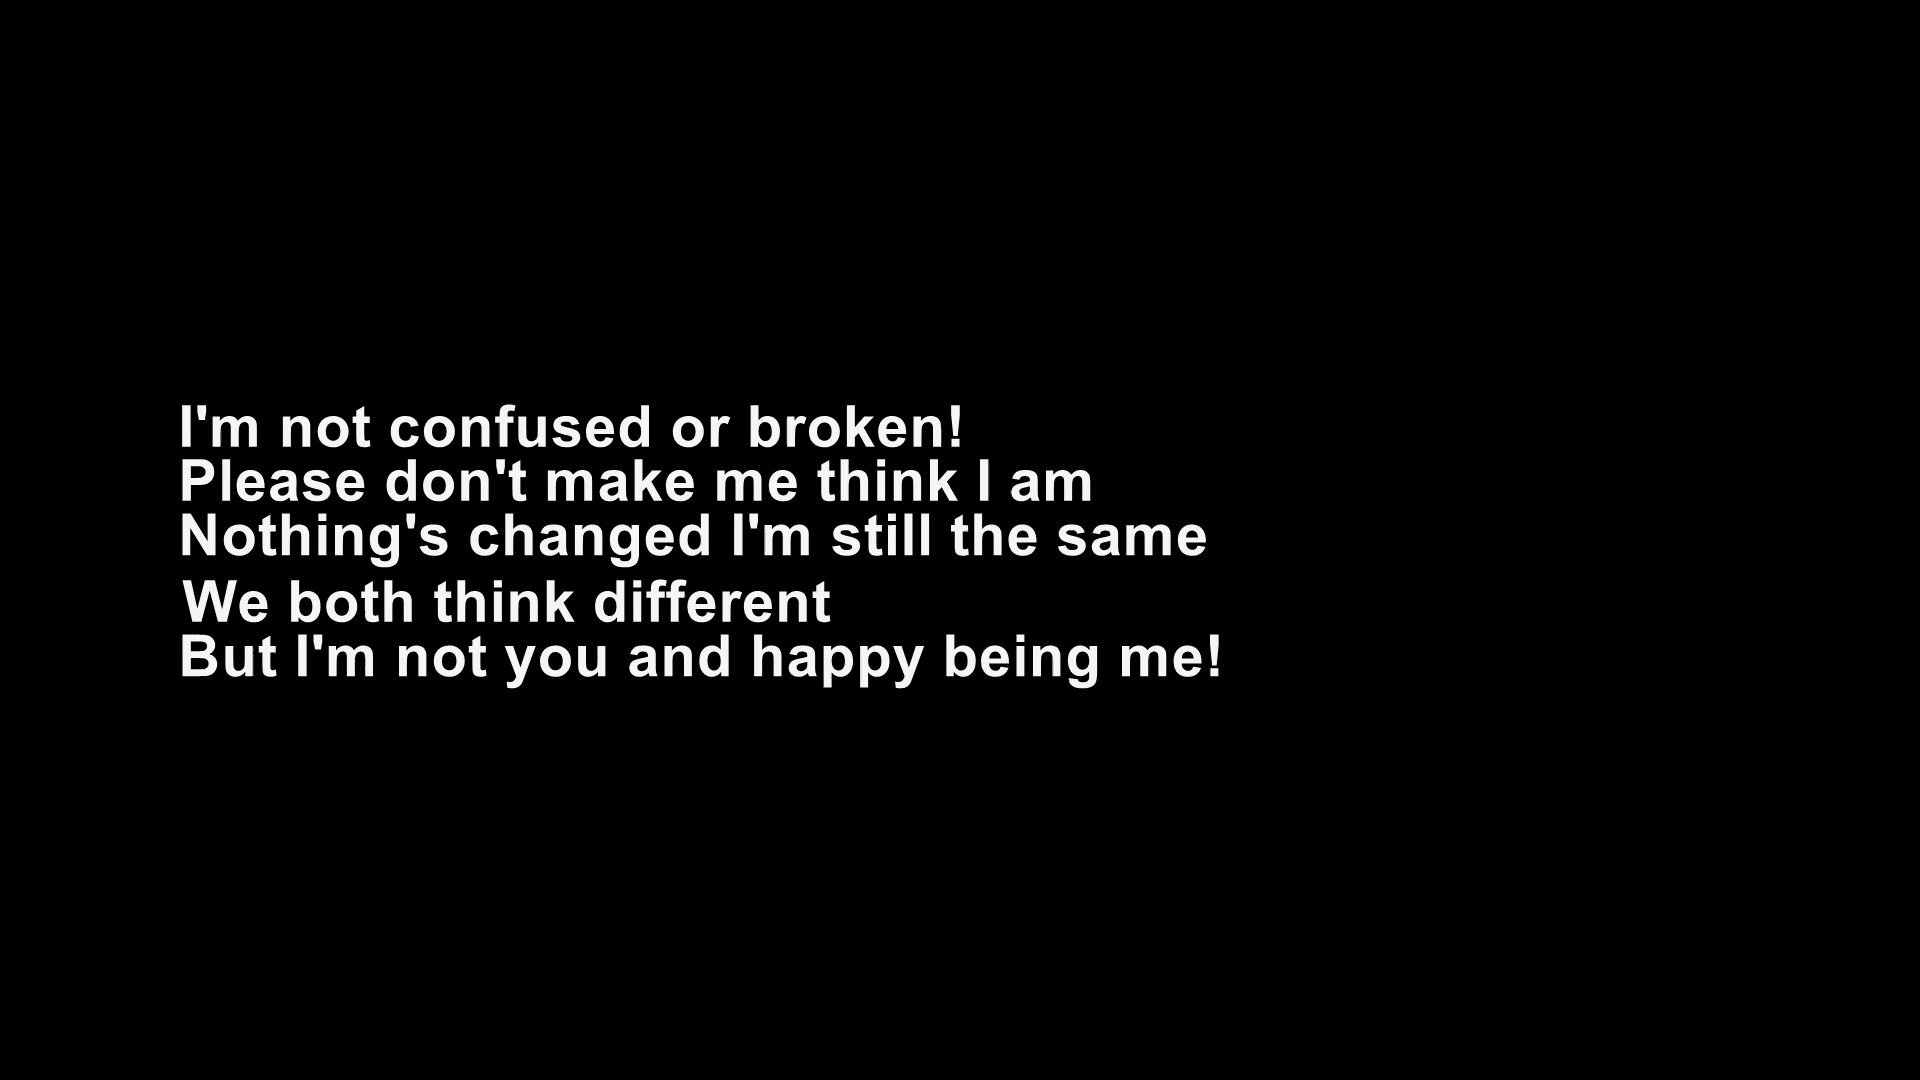 I'm not confused or broken!
Please don't make me think I am
Nothing's changed I'm still the same
We both think different
But I'm not you and happy being me!